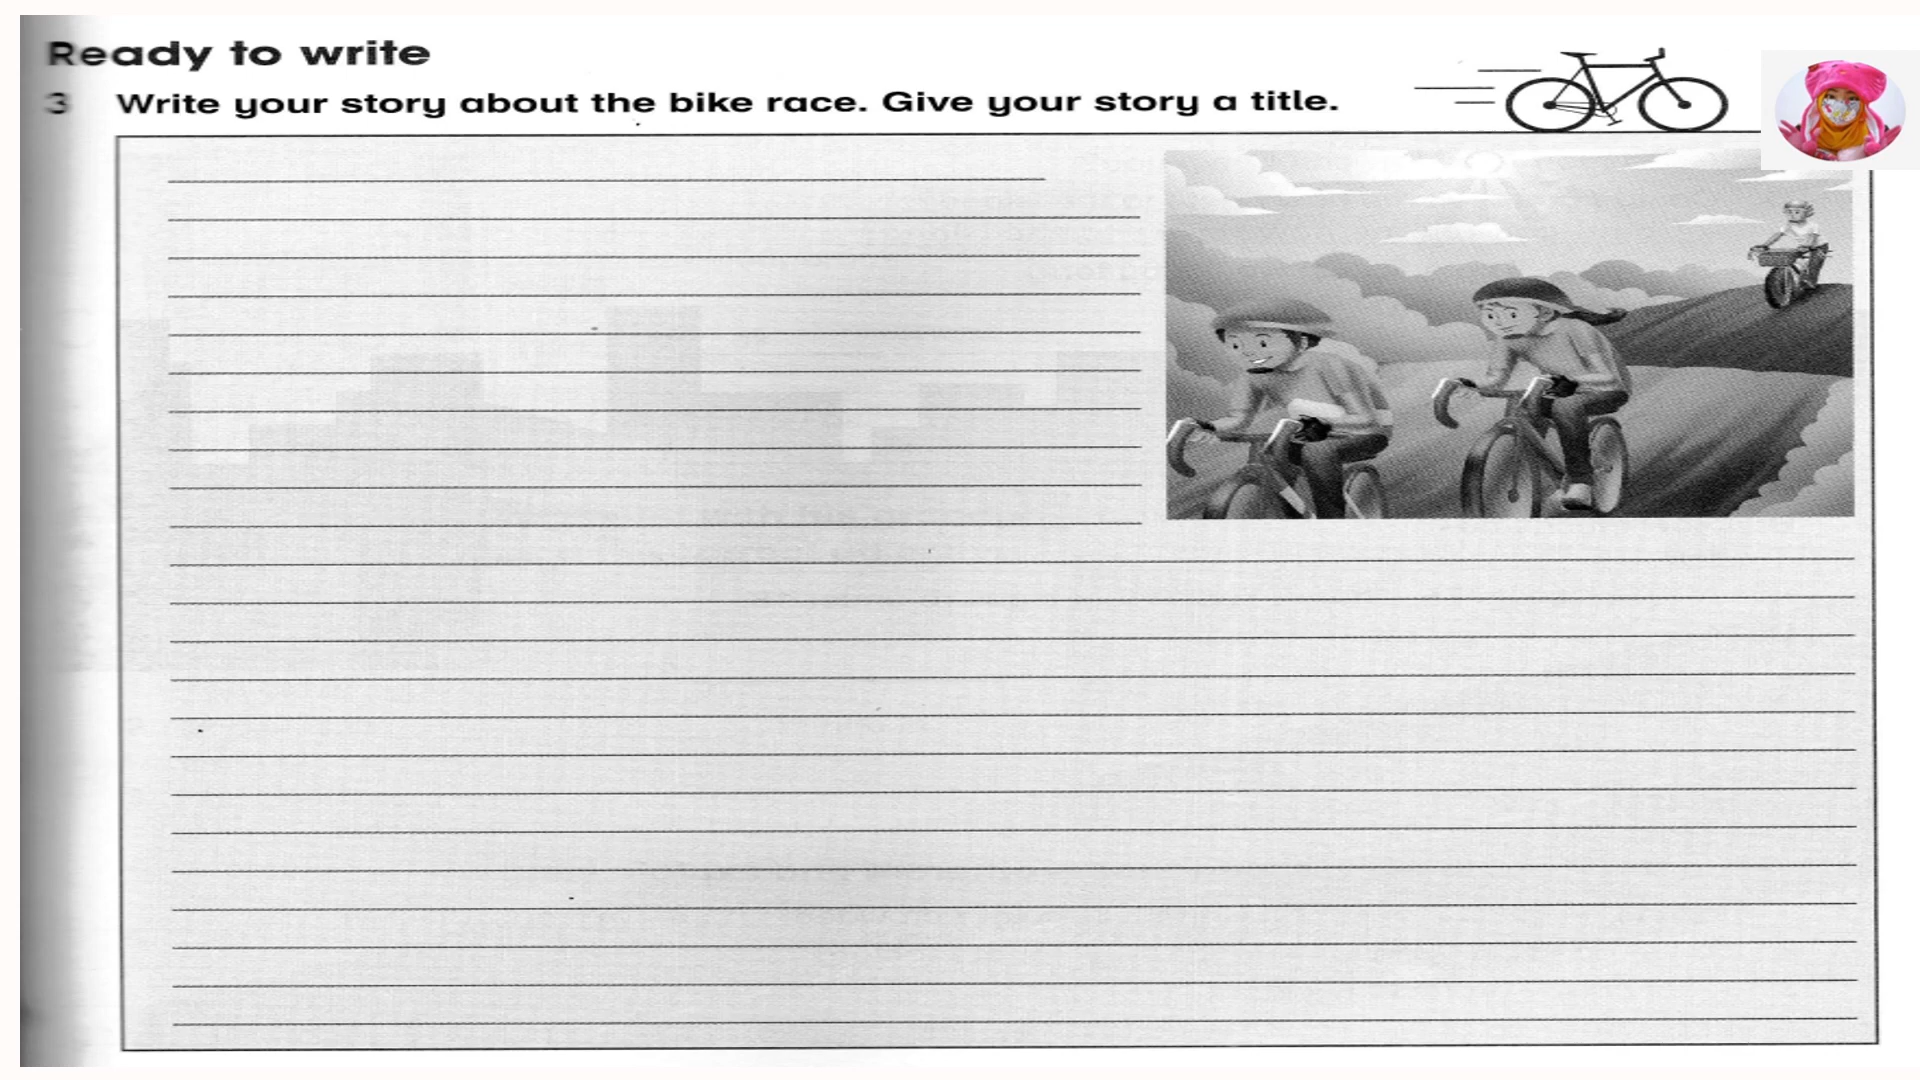 Ready to write
3 Write your story about the bike race. Give your story a title.